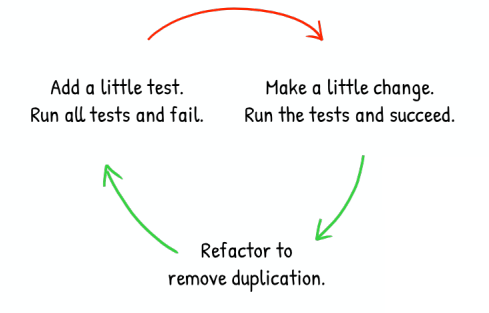 Add a little test.
Run all tests and fail.
Make a little change.
Run the tests and succeed.
Refactor to
remove duplication.